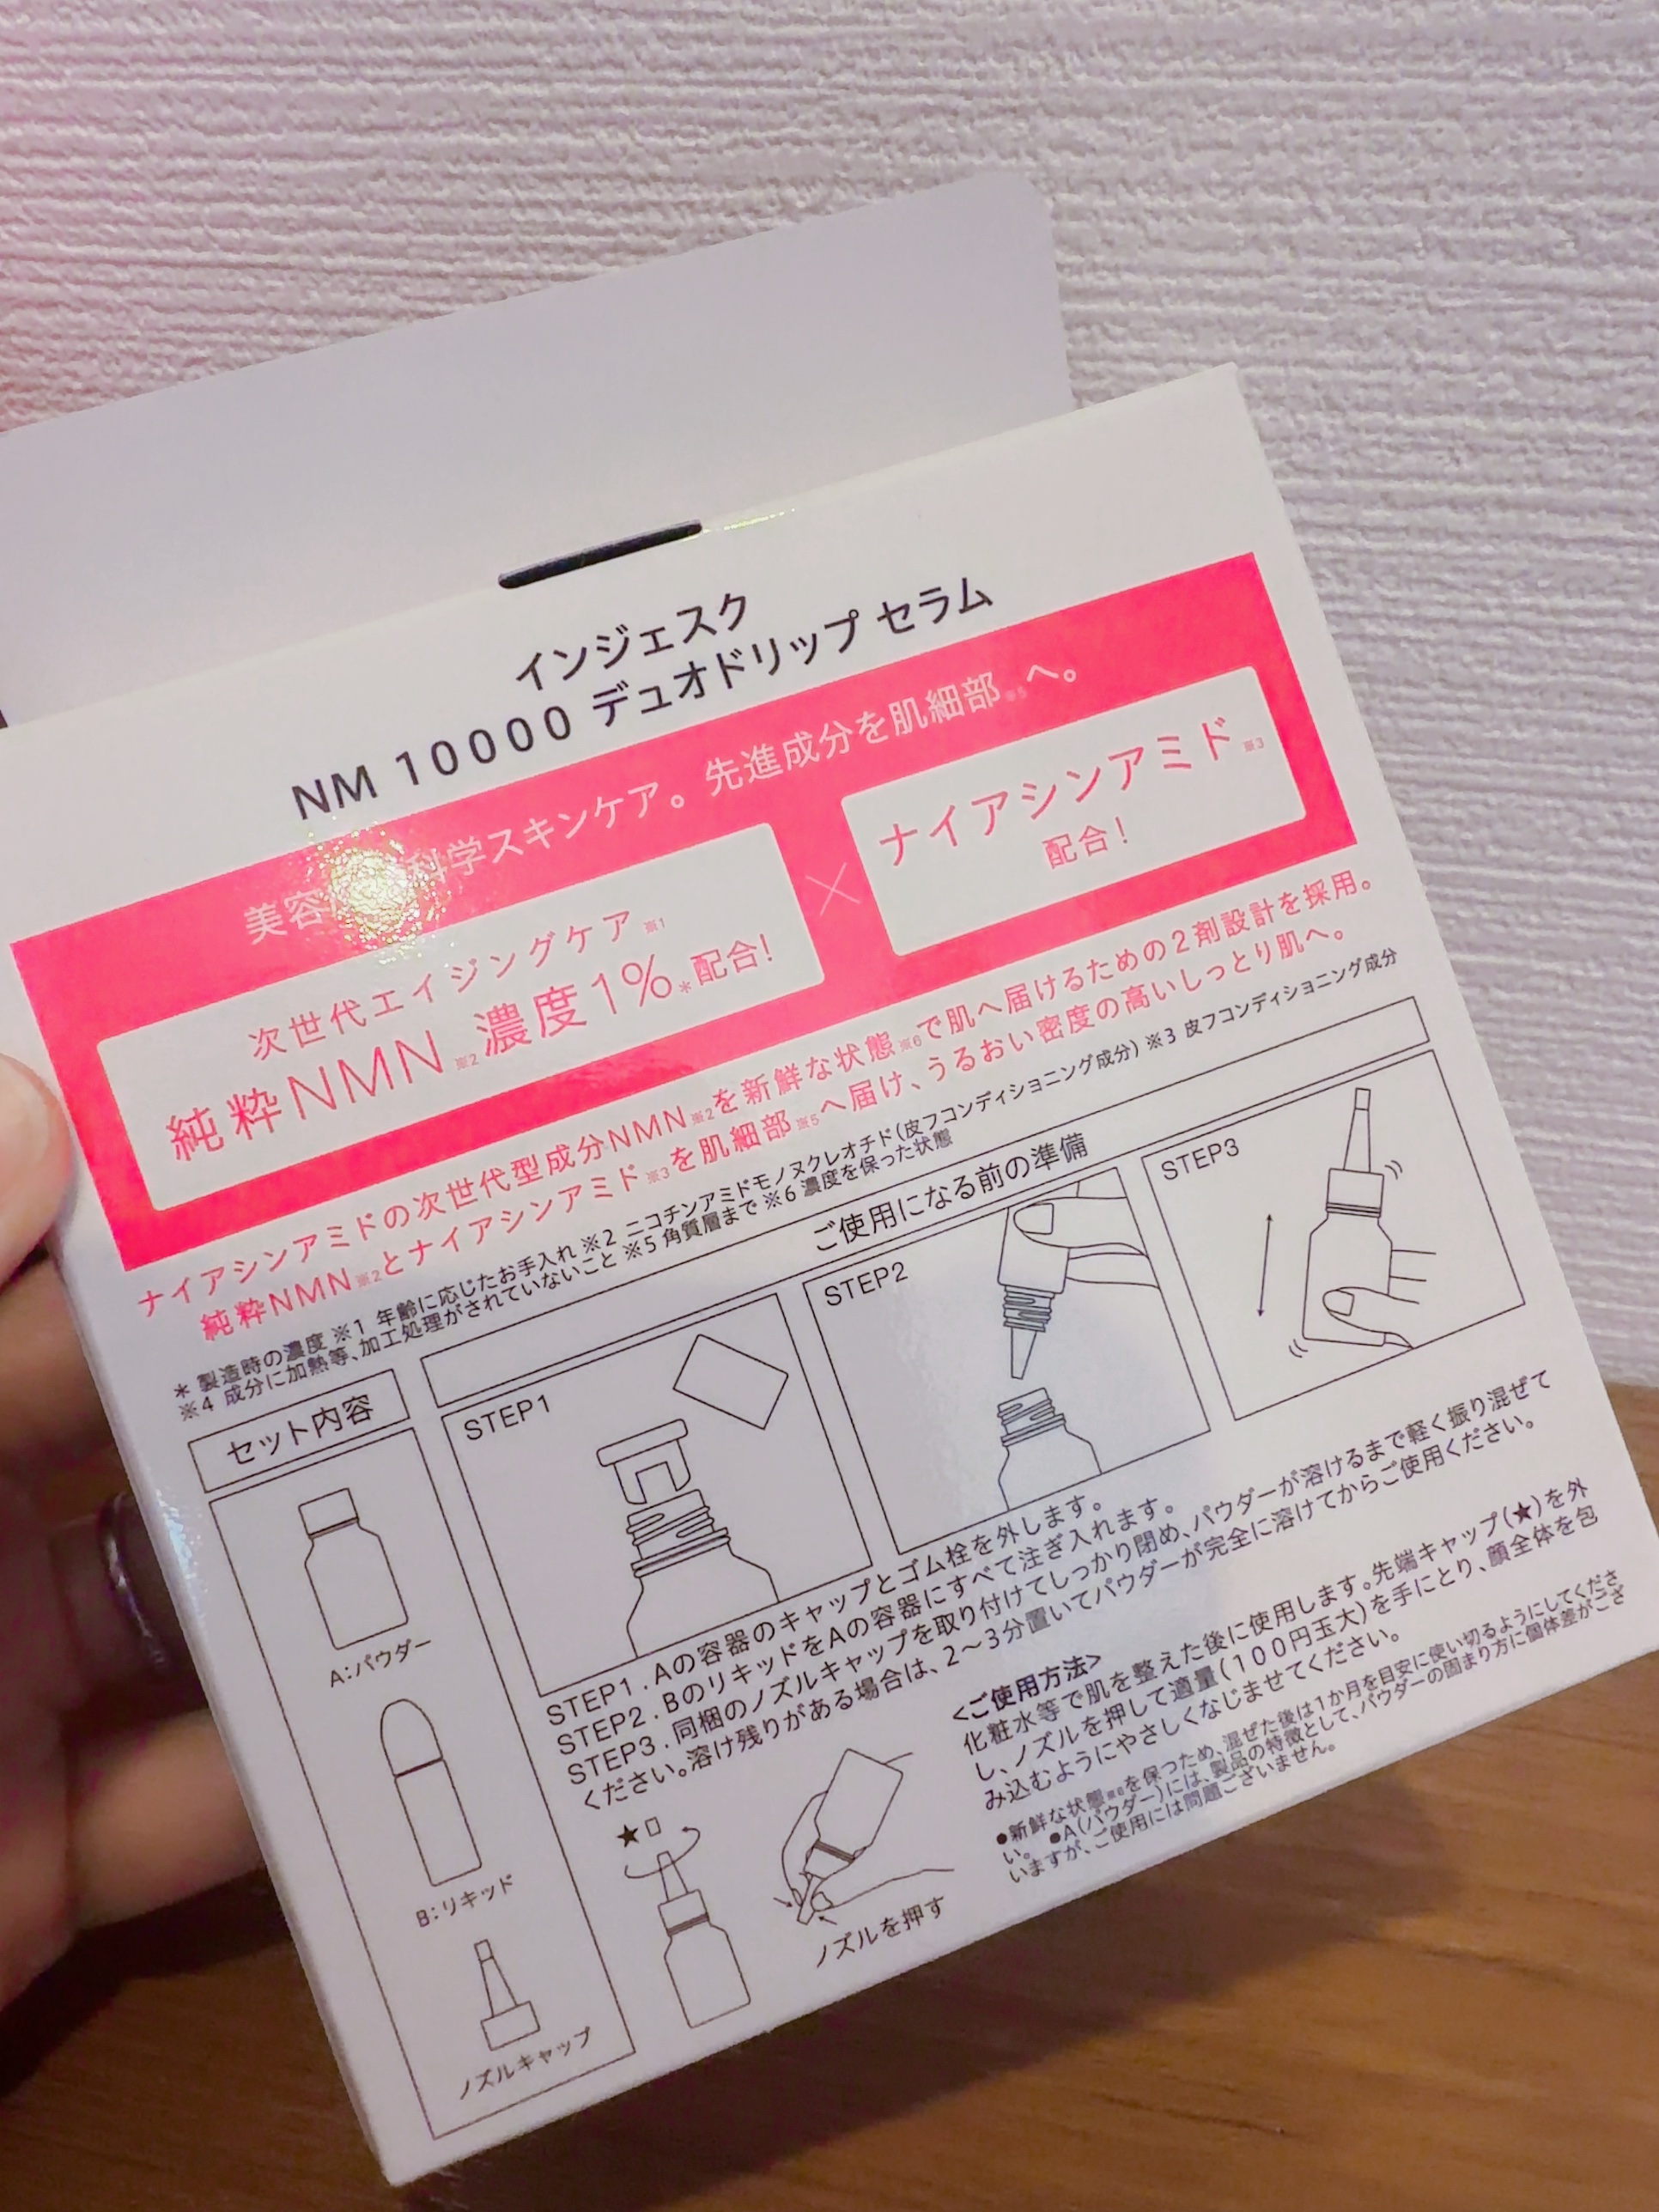 インジェスク
NM 10000 デュオドリップ セラム
美容 科学スキンケア。先進成分を肌細部※5へ。
次世代エイジングケア※1
純粋NMN※2濃度1%*配合!
×
ナイアシンアミド※3
配合!
ナイアシンアミドの次世代型成分NMN※2を新鮮な状態※6で肌へ届けるための2剤設計を採用。
純粋NMN※2とナイアシンアミド※3を肌細部※5へ届け、うるおい密度の高いしっとり肌へ。
* 製造時の濃度 ※1 年齢に応じたお手入れ ※2 ニコチンアミドモノヌクレオチド(皮フコンディショニング成分) ※3 皮フコンディショニング成分
※4 成分に加熱等、加工処理がされていないこと ※5 角質層まで ※6 濃度を保った状態
セット内容
A:パウダー
B:リキッド
ノズルキャップ
ご使用になる前の準備
STEP1
STEP2
STEP3
STEP1.Aの容器のキャップとゴム栓を外します。
STEP2.BのリキッドをAの容器にすべて注ぎ入れます。
STEP3.同梱のノズルキャップを取り付けてしっかり閉め、パウダーが溶けるまで軽く振り混ぜて
ください。溶け残りがある場合は、2〜3分置いてパウダーが完全に溶けてからご使用ください。
★
ノズルを押す
<ご使用方法>
化粧水等で肌を整えた後に使用します。先端キャップ(★)を外
し、ノズルを押して適量(100円玉大)を手にとり、顔全体を包
み込むようにやさしくなじませてください。
●新鮮な状態※6を保つため、混ぜた後は1か月を目安に使い切るようにしてくださ
い。 ●A(パウダー)には、製品の特徴として、パウダーの固まり方に個体差がござ
いますが、ご使用には問題ございません。